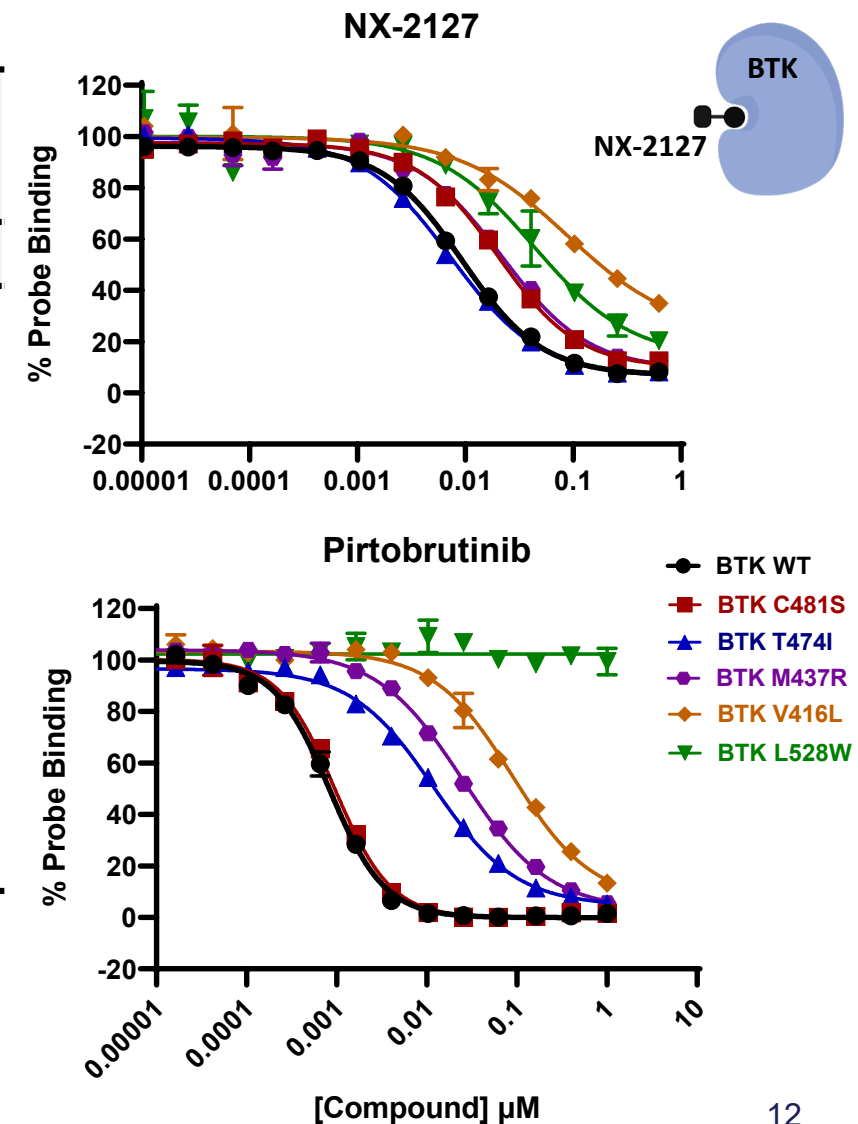 NX-2127
BTK
NX-2127
% Probe Binding
120
100
80
60
40
20
0
-20
0.00001 0.0001 0.001 0.01 0.1 1
Pirtobrutinib
% Probe Binding
120
100
80
60
40
20
0
-20
0.00001 0.0001 0.001 0.01 0.1 1 10
[Compound] µM
BTK WT
BTK C481S
BTK T474I
BTK M437R
BTK V416L
BTK L528W
12